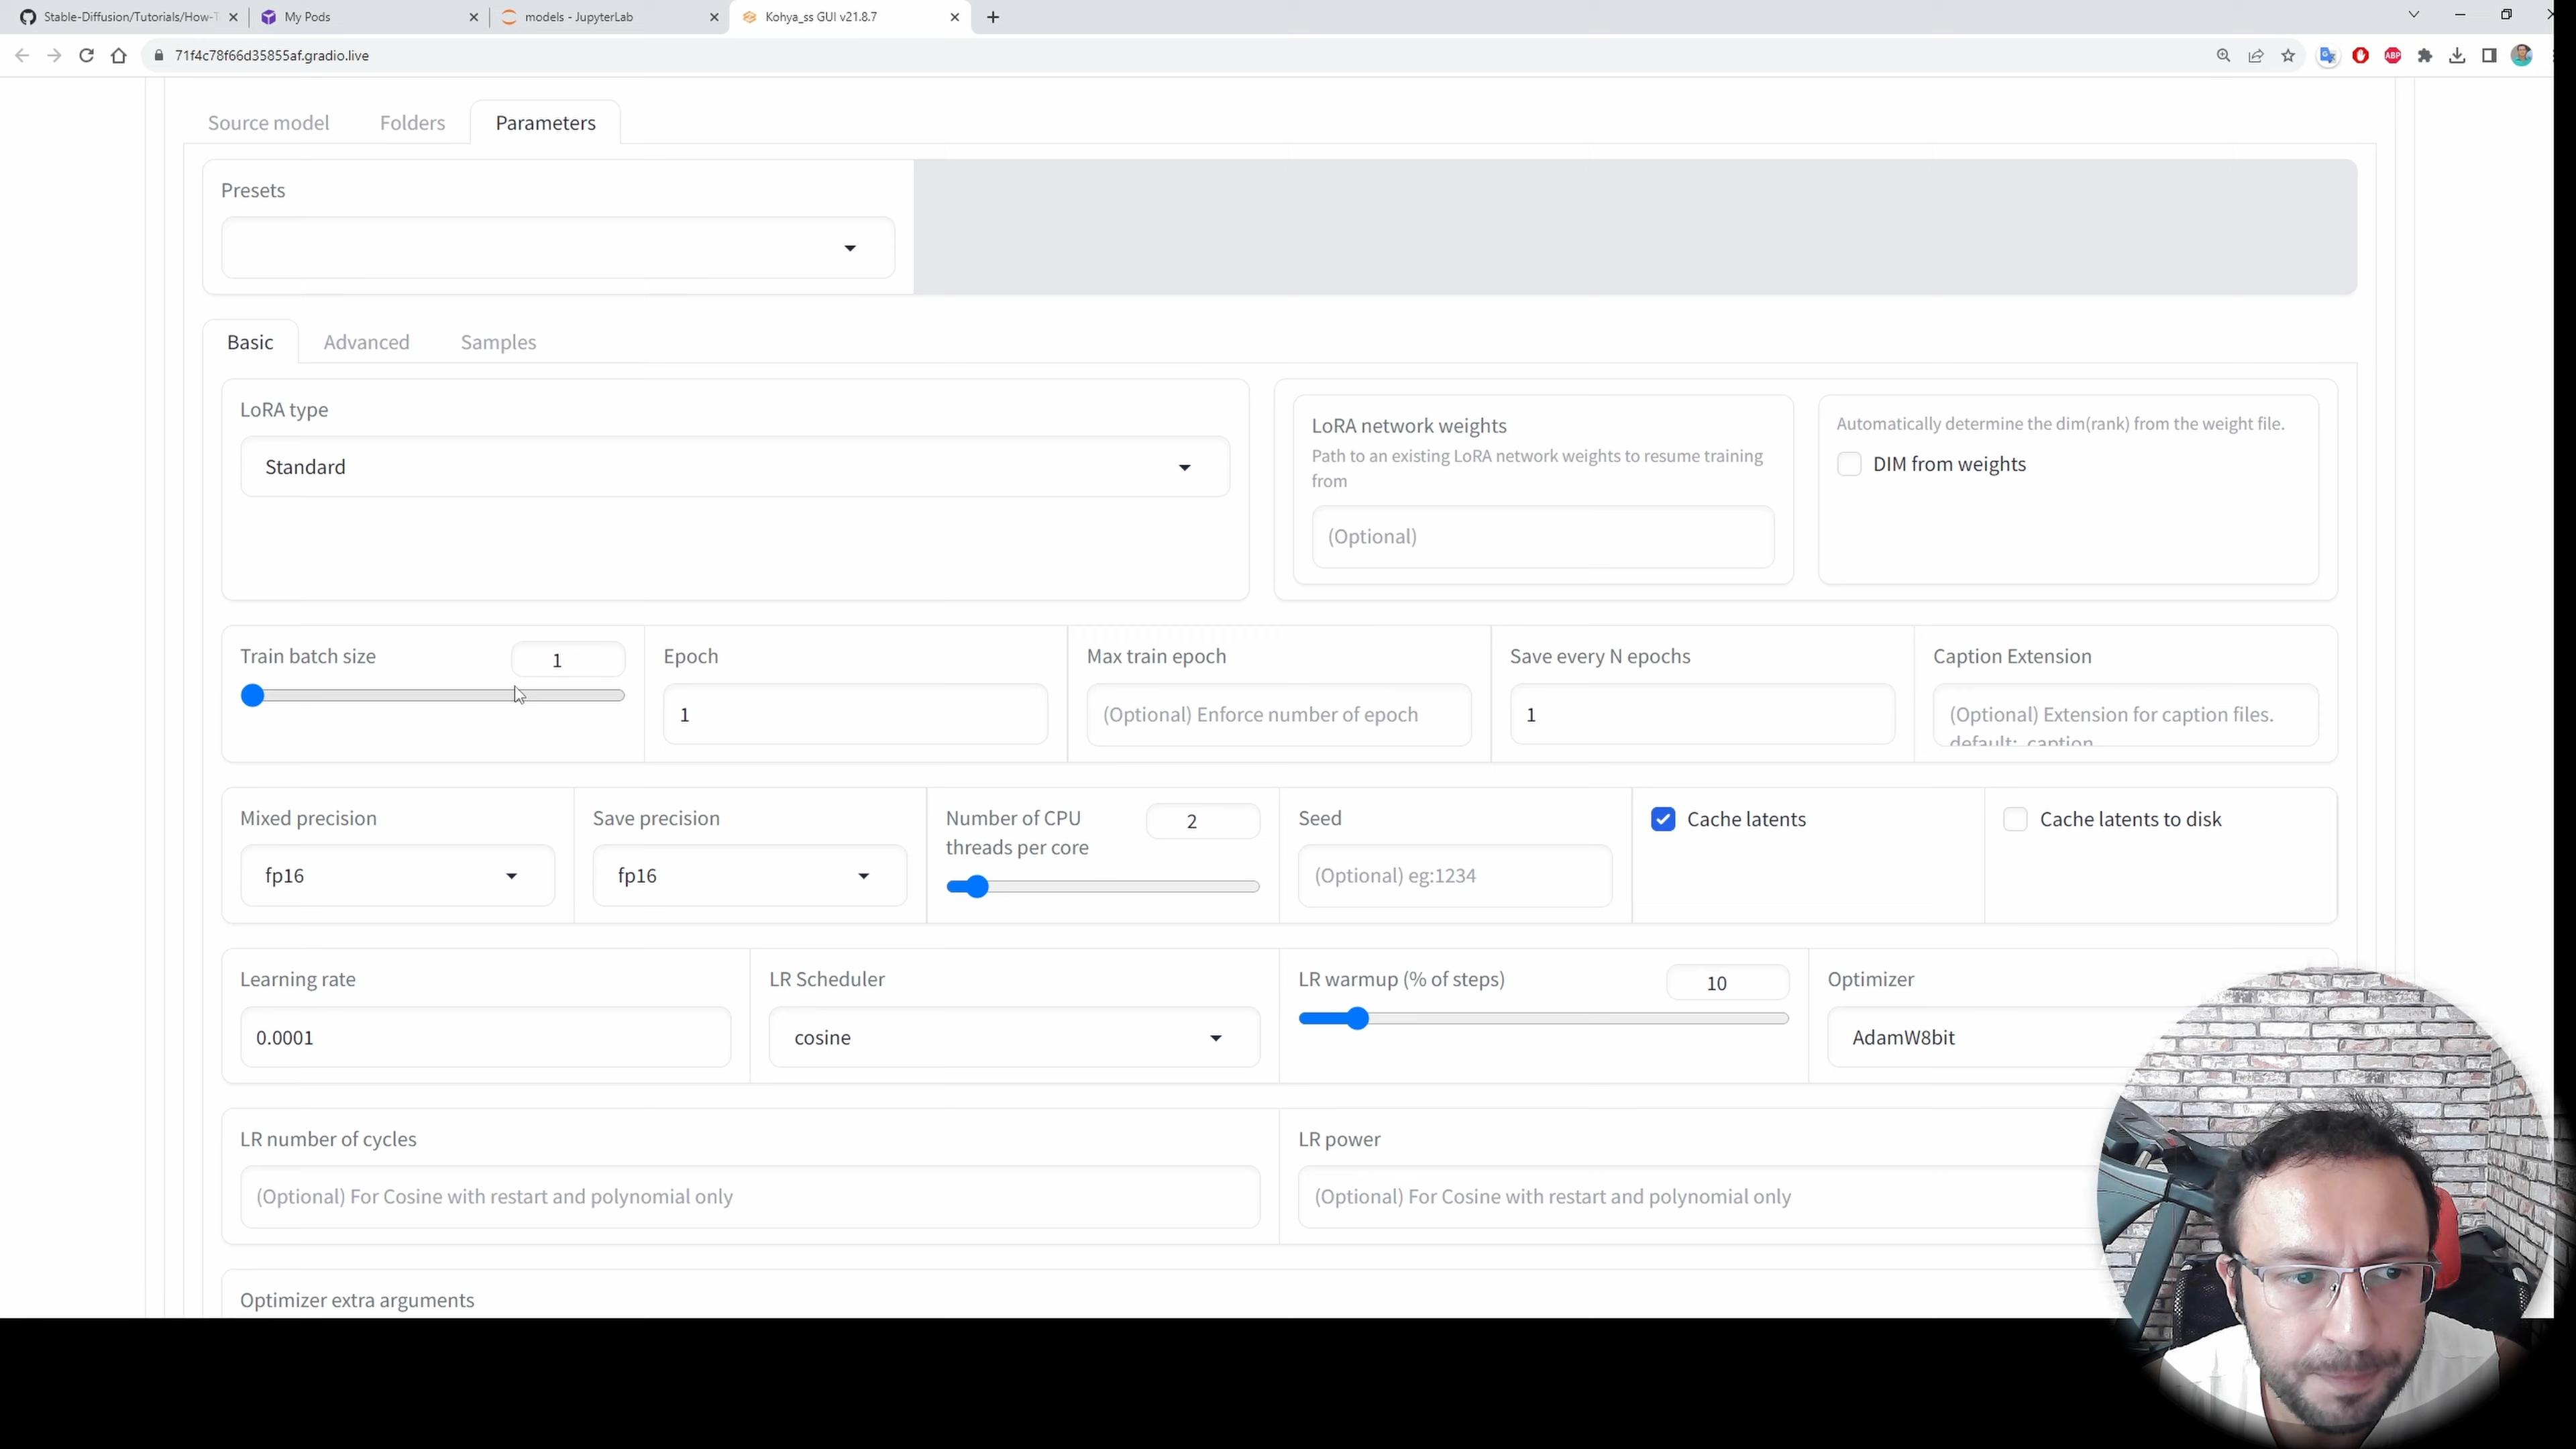 Stable-Diffusion/Tutorials/How-T
My Pods
models - JupyterLab
Kohya_ss GUI v21.8.7
71f4c78f66d35855af.gradio.live
ABP
Source model
Folders
Parameters
Presets
Basic
Advanced
Samples
LoRA type
Standard
LoRA network weights
Path to an existing LoRA network weights to resume training
from
(Optional)
Automatically determine the dim(rank) from the weight file.
DIM from weights
Train batch size
1
Epoch
1
Max train epoch
(Optional) Enforce number of epoch
Save every N epochs
1
Caption Extension
(Optional) Extension for caption files.
default: .caption
Mixed precision
fp16
Save precision
fp16
Number of CPU
threads per core
2
Seed
(Optional) eg:1234
Cache latents
Cache latents to disk
Learning rate
0.0001
LR Scheduler
cosine
LR warmup (% of steps)
10
Optimizer
AdamW8bit
LR number of cycles
(Optional) For Cosine with restart and polynomial only
LR power
(Optional) For Cosine with restart and polynomial only
Optimizer extra arguments